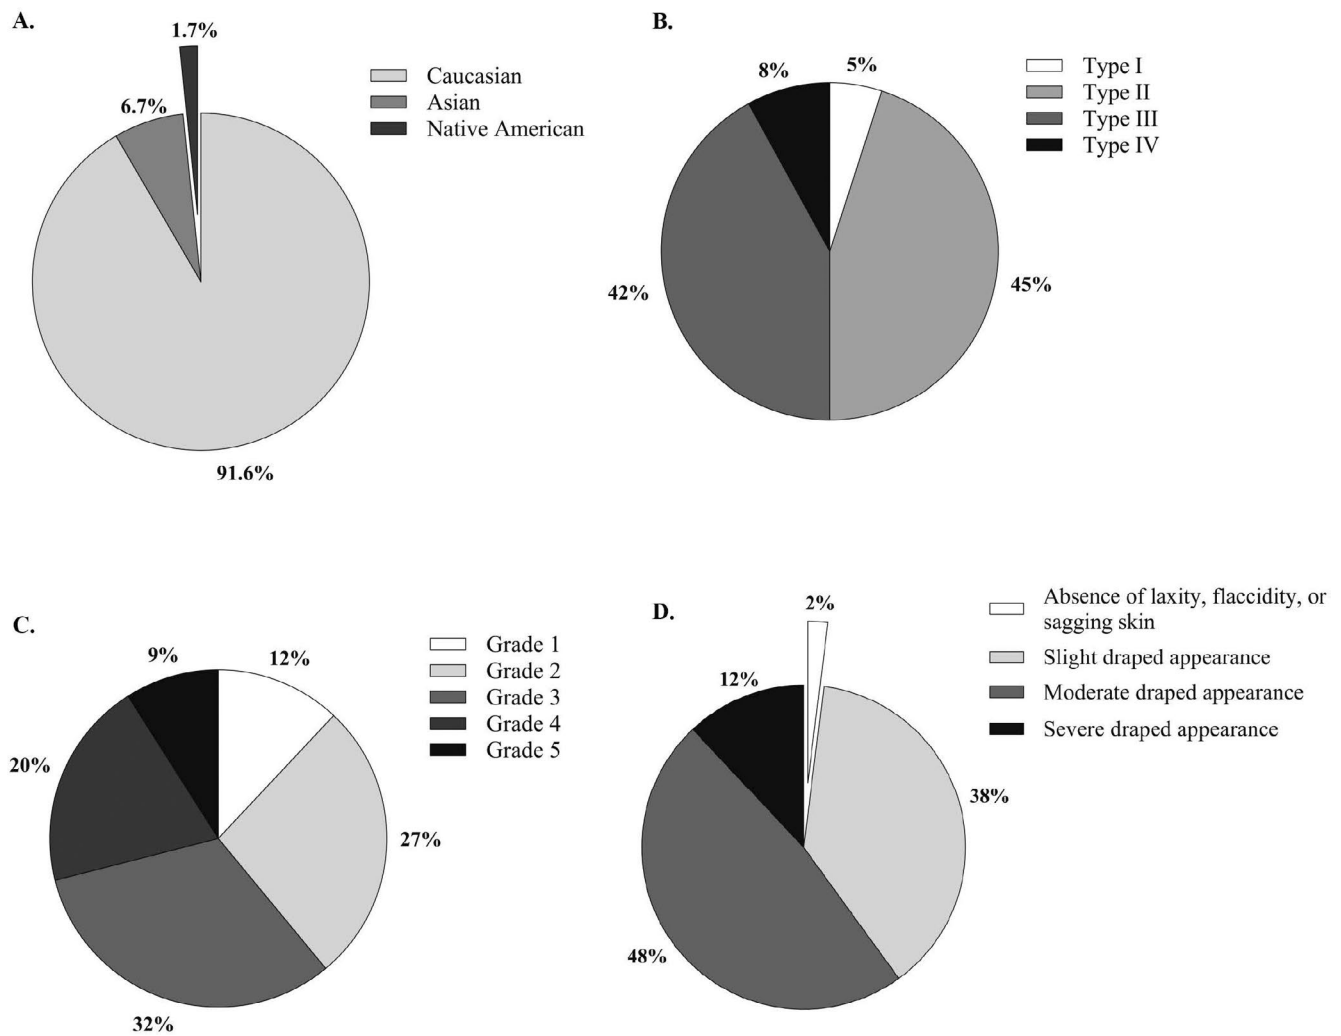 A.
1.7%
6.7%
91.6%
Caucasian
Asian
Native American
B.
8%
5%
42%
45%
Type I
Type II
Type III
Type IV
C.
9%
12%
20%
27%
32%
Grade 1
Grade 2
Grade 3
Grade 4
Grade 5
D.
2%
12%
38%
48%
Absence of laxity, flaccidity, or
sagging skin
Slight draped appearance
Moderate draped appearance
Severe draped appearance